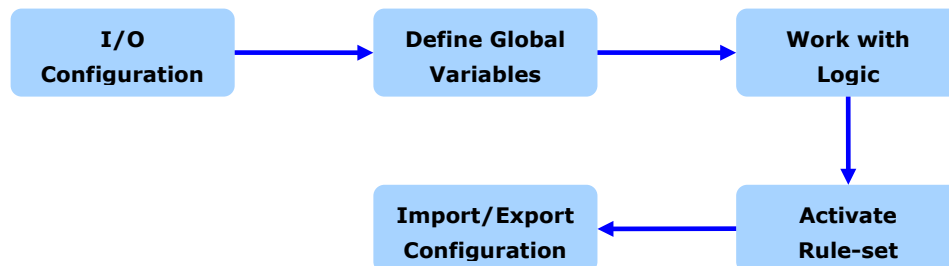 I/O
Configuration
Define Global
Variables
Work with
Logic
Activate
Rule-set
Import/Export
Configuration